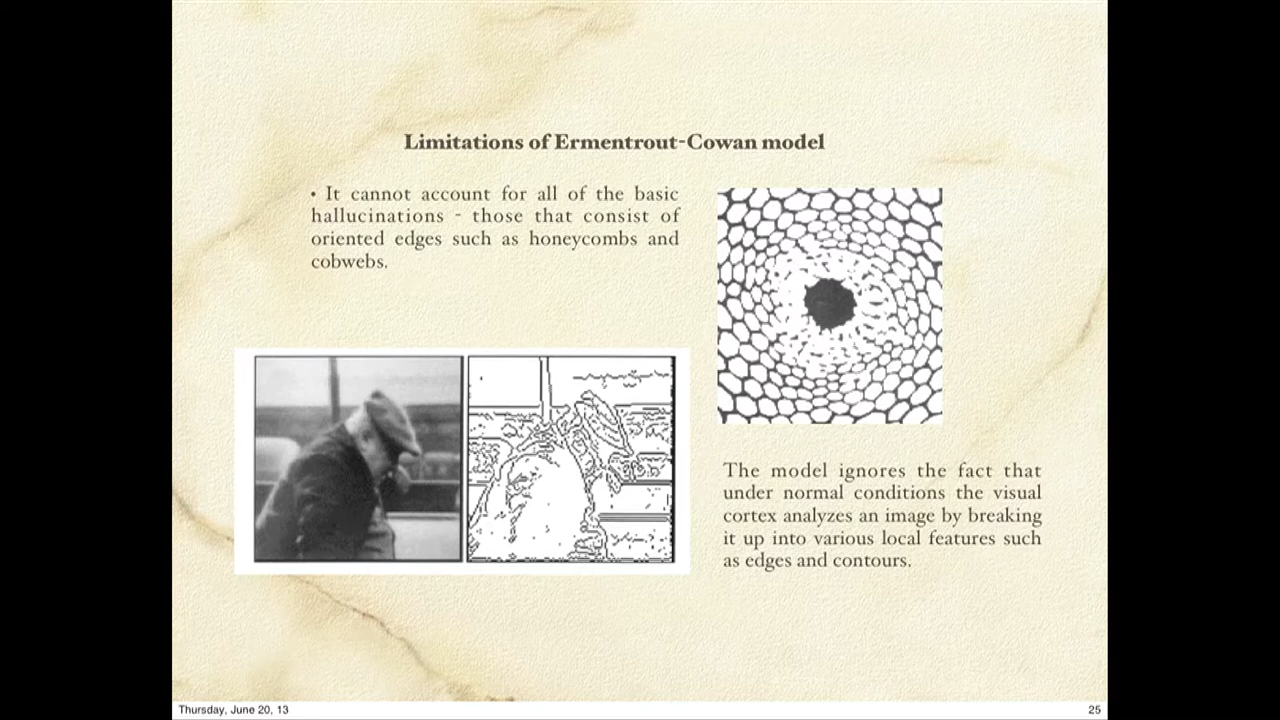 Limitations of Ermentrout-Cowan model
• It cannot account for all of the basic
hallucinations - those that consist of
oriented edges such as honeycombs and
cobwebs.
The model ignores the fact that
under normal conditions the visual
cortex analyzes an image by breaking
it up into various local features such
as edges and contours.
Thursday, June 20, 13
25